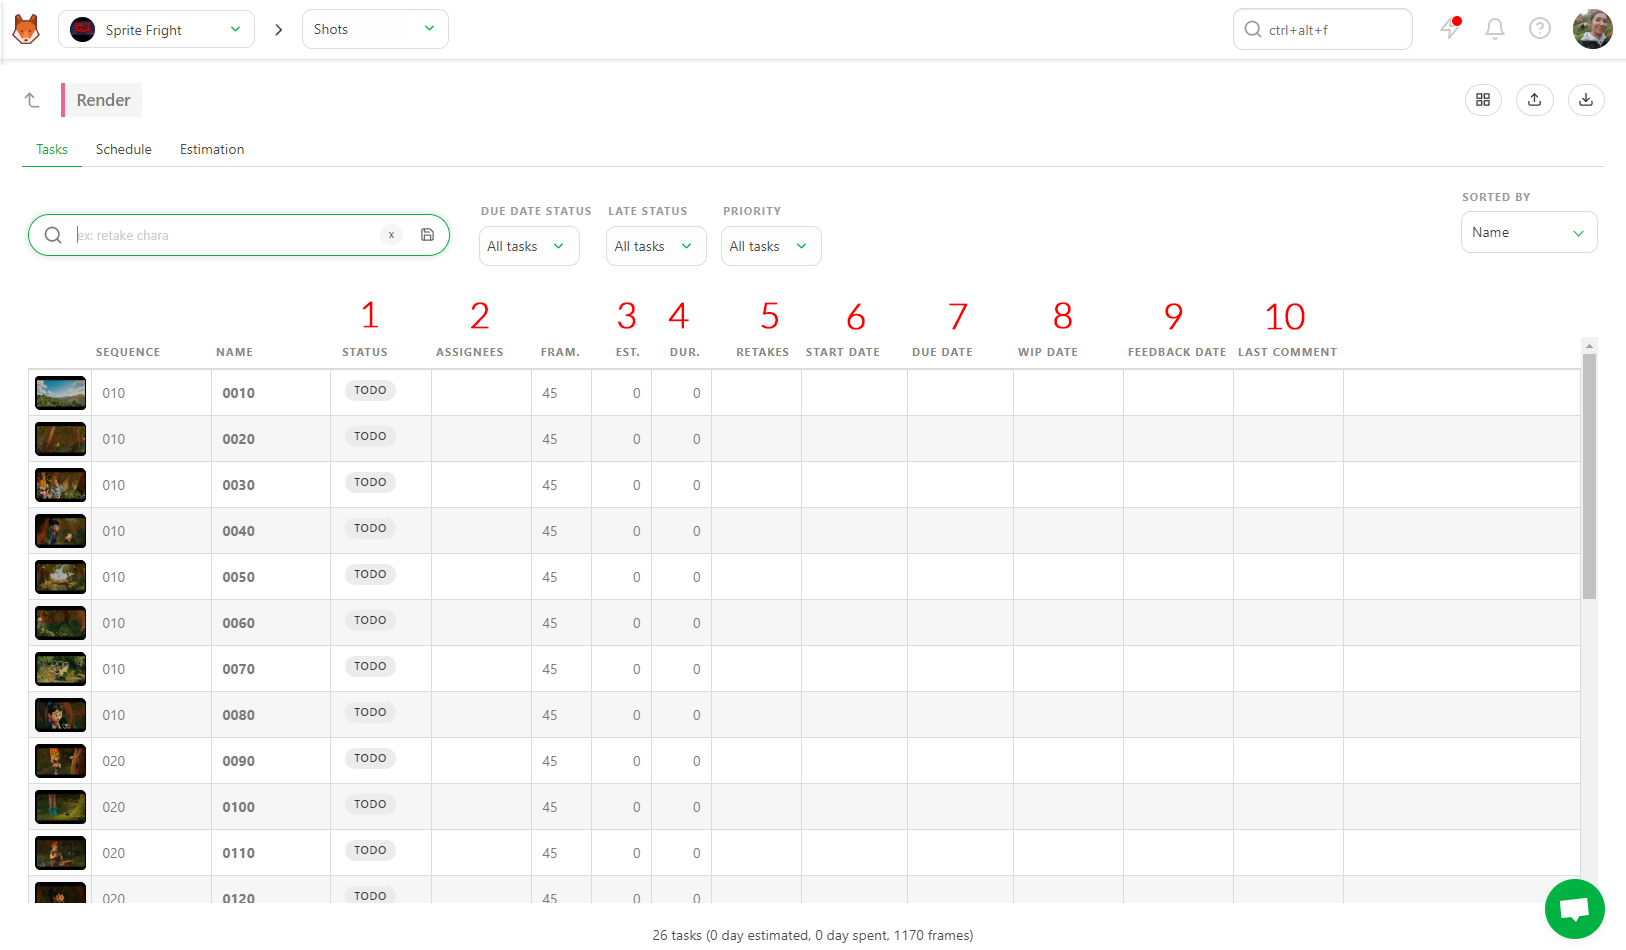 Sprite Fright
Shots
ctrl+alt+f
Render
Tasks Schedule Estimation
SORTED BY
DUE DATE STATUS LATE STATUS PRIORITY
ex: retake chara x All tasks All tasks All tasks Name
1 2 3 4 5 6 7 8 9 10
SEQUENCE NAME STATUS ASSIGNEES FRAM. EST. DUR. RETAKES START DATE DUE DATE WIP DATE FEEDBACK DATE LAST COMMENT
010 0010 TODO 45 0 0
010 0020 TODO 45 0 0
010 0030 TODO 45 0 0
010 0040 TODO 45 0 0
010 0050 TODO 45 0 0
010 0060 TODO 45 0 0
010 0070 TODO 45 0 0
010 0080 TODO 45 0 0
020 0090 TODO 45 0 0
020 0100 TODO 45 0 0
020 0110 TODO 45 0 0
020 0120 TODO 45 0 0
26 tasks (0 day estimated, 0 day spent, 1170 frames)